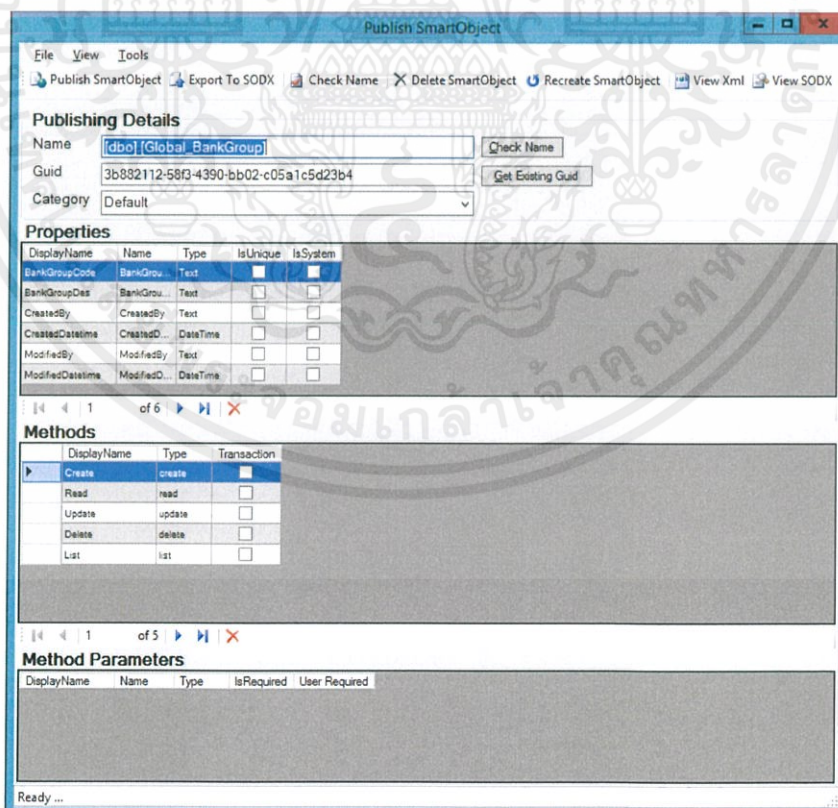 Publish SmartObject
File View Tools
Publish SmartObject Export To SODX Check Name Delete SmartObject Recreate SmartObject View Xml View SODX
Publishing Details
Name [dbo].[Global_BankGroup] Check Name
Guid 3b882112-58f3-4390-bb02-c05a1c5d23b4 Get Existing Guid
Category Default
Properties
DisplayName Name Type IsUnique IsSystem
BankGroupCode BankGrou... Text
BankGroupDes BankGrou... Text
CreatedBy CreatedBy Text
CreatedDatetime CreatedD... DateTime
ModifiedBy ModifiedBy Text
ModifiedDatetime ModifiedD... DateTime
1 of 6
Methods
DisplayName Type Transaction
Create create
Read read
Update update
Delete delete
List list
1 of 5
Method Parameters
DisplayName Name Type IsRequired User Required
Ready ...